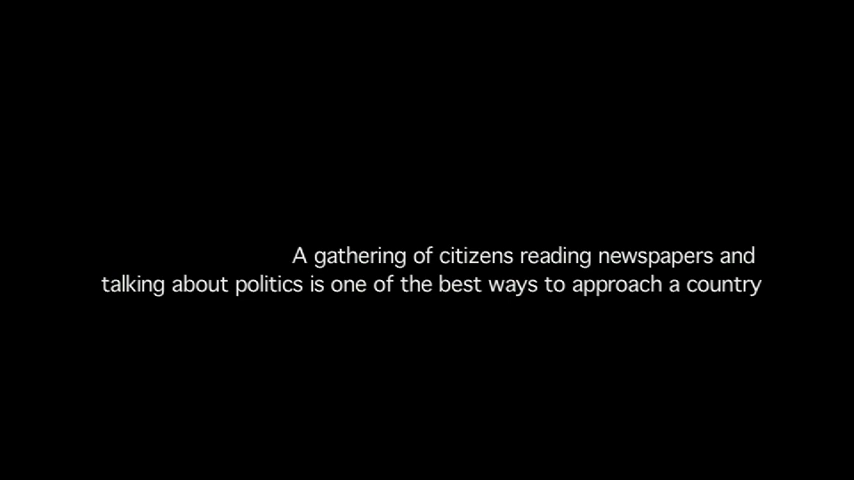 A gathering of citizens reading newspapers and
talking about politics is one of the best ways to approach a country